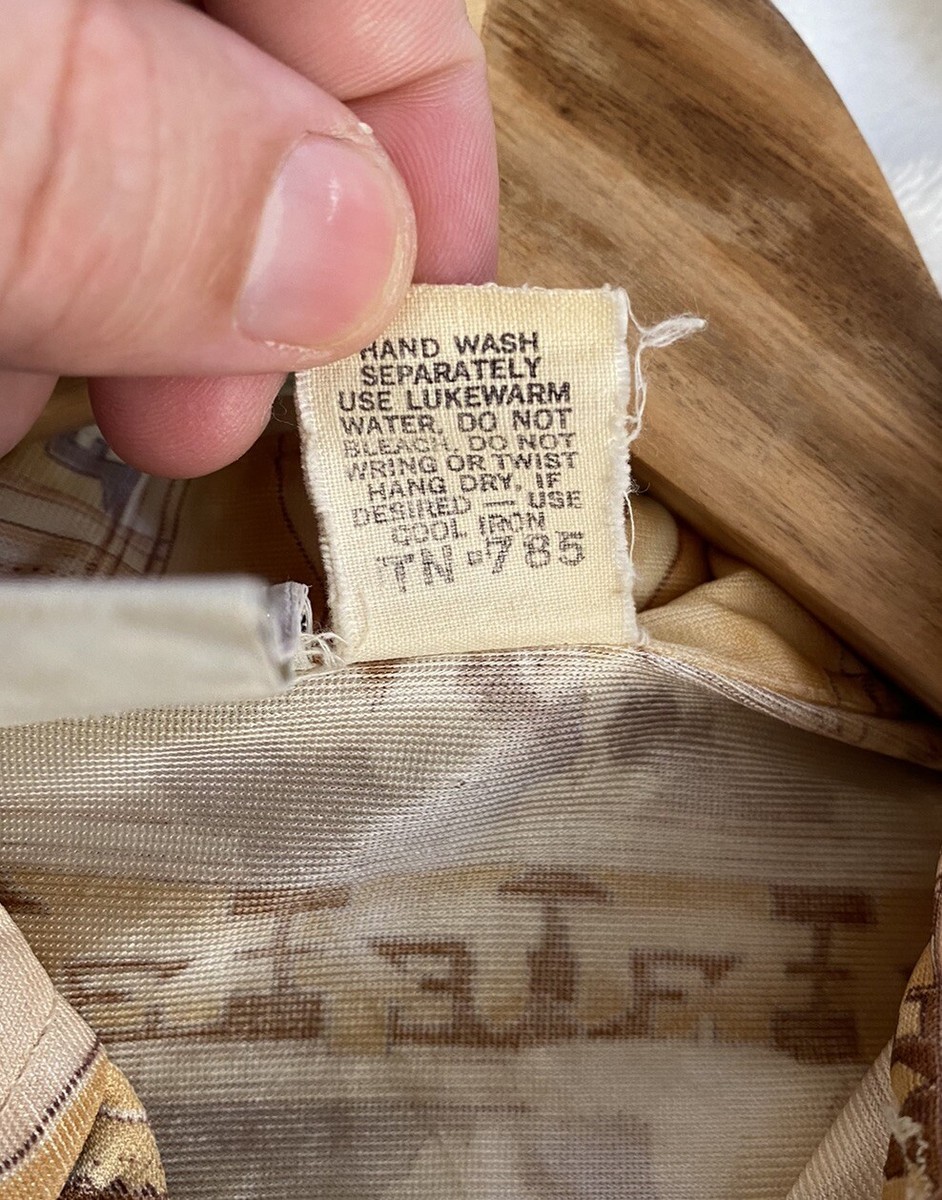 HAND WASH
SEPARATELY
USE LUKEWARM
WATER. DO NOT
BLEACH. DO NOT
WRING OR TWIST
HANG DRY. IF
DESIRED — USE
COOL IRON
TN-785